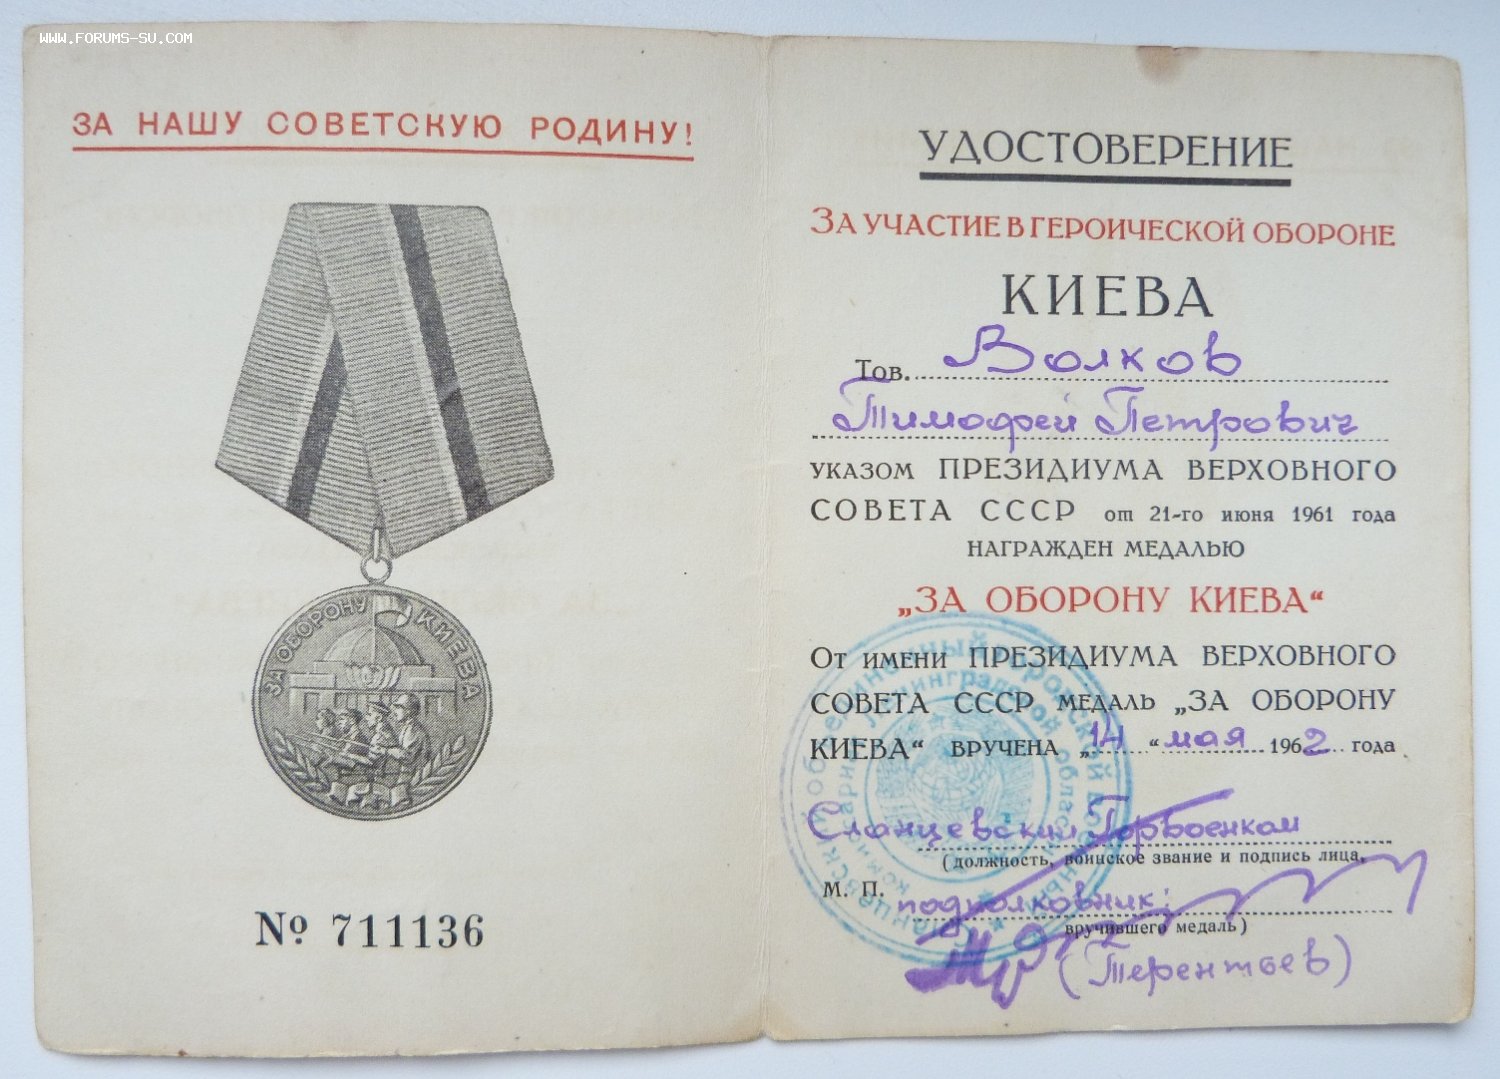 WWW.FORUMS-SU.COM
ЗА НАШУ СОВЕТСКУЮ РОДИНУ!
ЗА ОБОРОНУ КИЕВА
№ 711136
УДОСТОВЕРЕНИЕ
ЗА УЧАСТИЕ В ГЕРОИЧЕСКОЙ ОБОРОНЕ
КИЕВА
Тов. Волков
Тимофей Петрович
УКАЗОМ ПРЕЗИДИУМА ВЕРХОВНОГО
СОВЕТА СССР от 21-го июня 1961 года
НАГРАЖДЕН МЕДАЛЬЮ
„ЗА ОБОРОНУ КИЕВА“
ОТ ИМЕНИ ПРЕЗИДИУМА ВЕРХОВНОГО
СОВЕТА СССР МЕДАЛЬ „ЗА ОБОРОНУ
КИЕВА“ ВРУЧЕНА „14“ мая 1962 года
Сланцевский Горвоенком
(должность, воинское звание и подпись лица,
М. П. подполковник:
вручившего медаль)
(Терентьев)